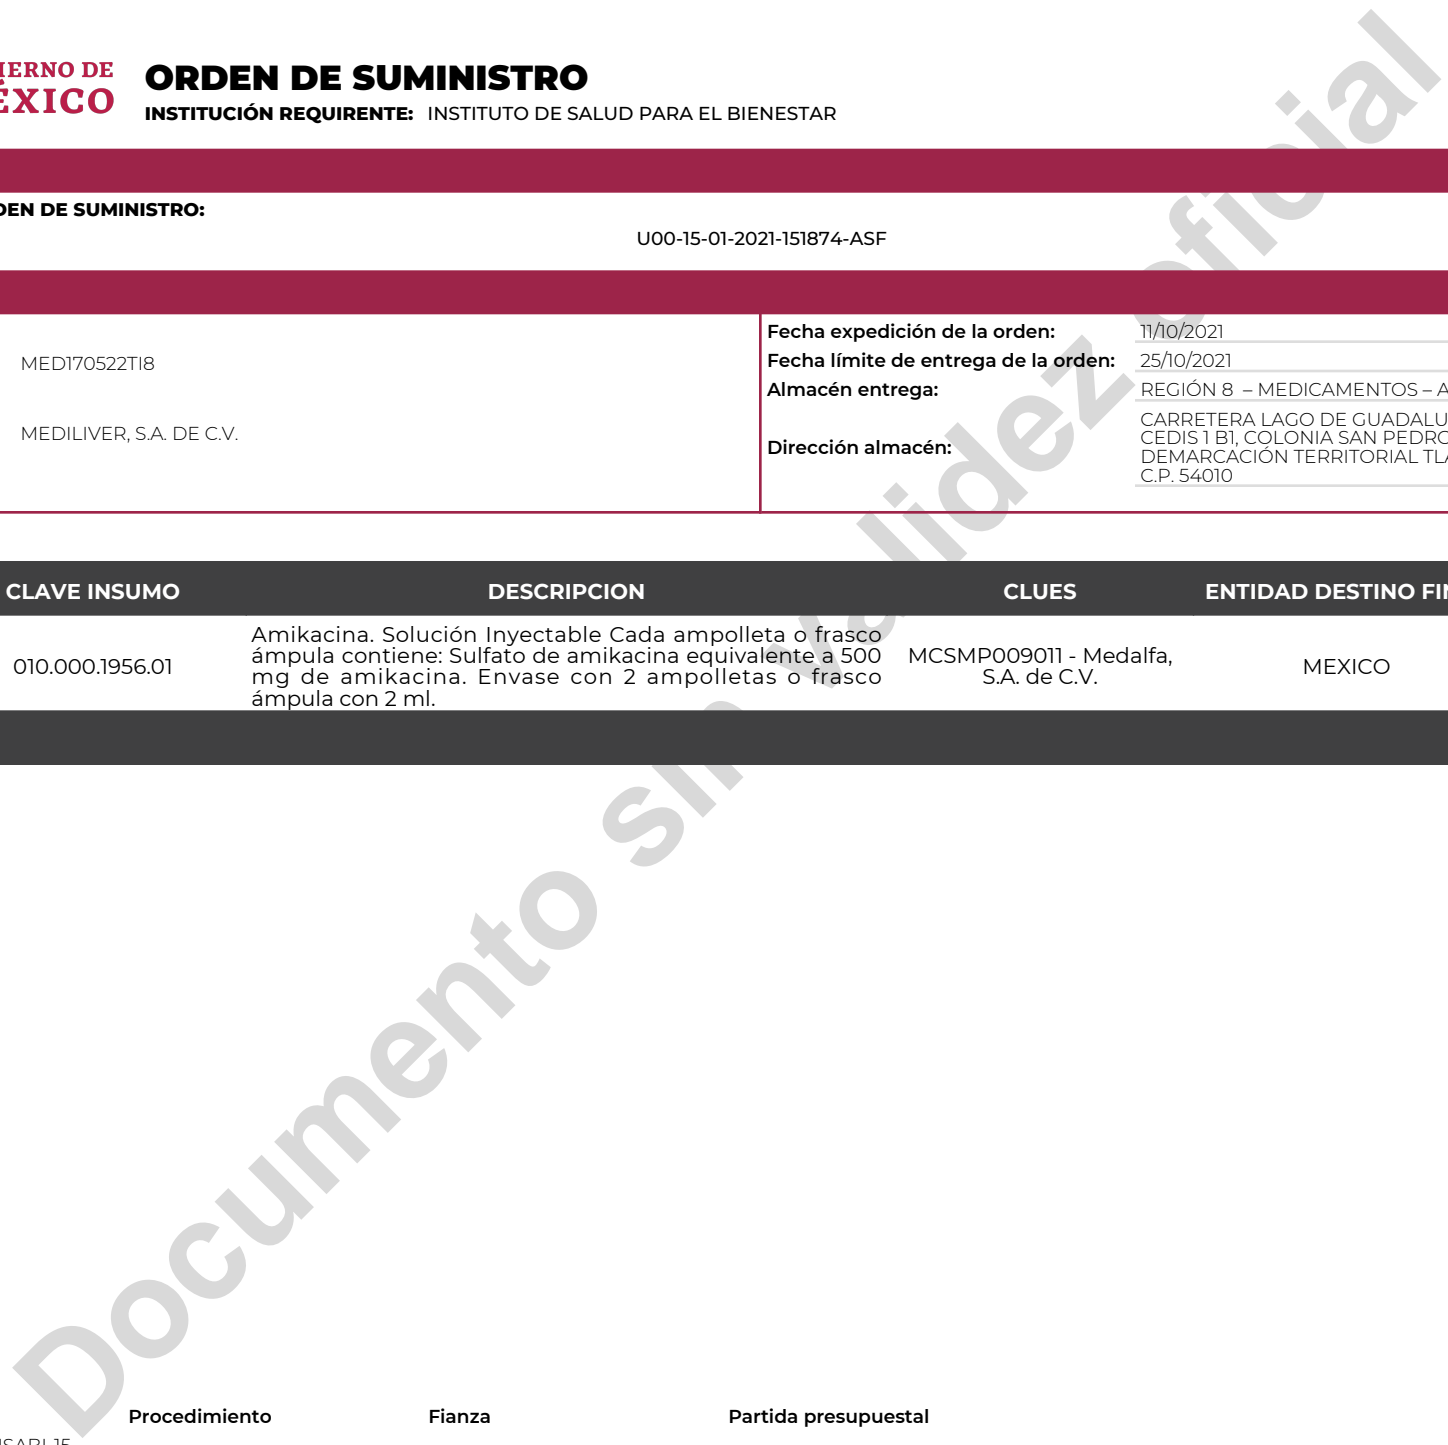 IERNO DE
ÉXICO
ORDEN DE SUMINISTRO
INSTITUCIÓN REQUIRENTE: INSTITUTO DE SALUD PARA EL BIENESTAR
DEN DE SUMINISTRO:
U00-15-01-2021-151874-ASF
MED170522TI8
MEDILIVER, S.A. DE C.V.
Fecha expedición de la orden: 11/10/2021
Fecha límite de entrega de la orden: 25/10/2021
Almacén entrega: REGIÓN 8 – MEDICAMENTOS – A
Dirección almacén:
CARRETERA LAGO DE GUADALU
CEDIS 1 B1, COLONIA SAN PEDRO
DEMARCACIÓN TERRITORIAL TLA
C.P. 54010
CLAVE INSUMO DESCRIPCION CLUES ENTIDAD DESTINO FIN
010.000.1956.01
Amikacina. Solución Inyectable Cada ampolleta o frasco
ámpula contiene: Sulfato de amikacina equivalente a 500
mg de amikacina. Envase con 2 ampolletas o frasco
ámpula con 2 ml.
MCSMP009011 - Medalfa,
S.A. de C.V.
MEXICO
Documento sin validez oficial
Procedimiento Fianza Partida presupuestal